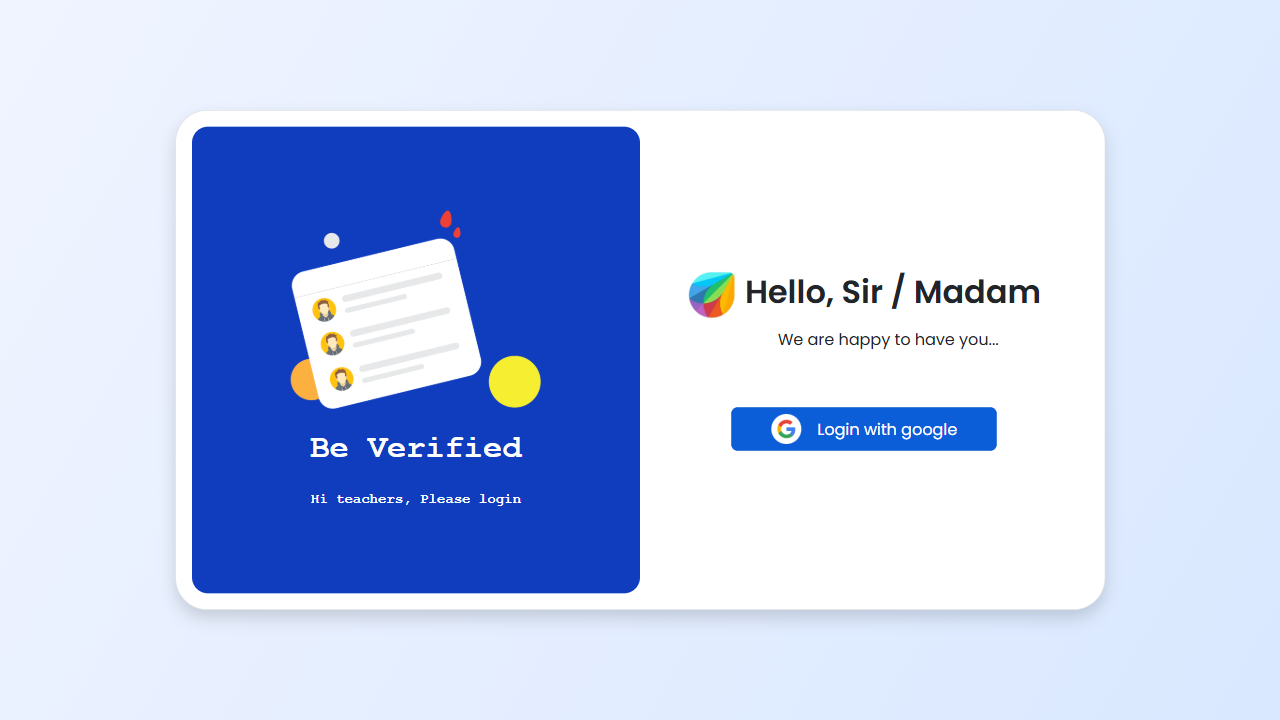 Be Verified
Hi teachers, Please login
Hello, Sir / Madam
We are happy to have you...
Login with google